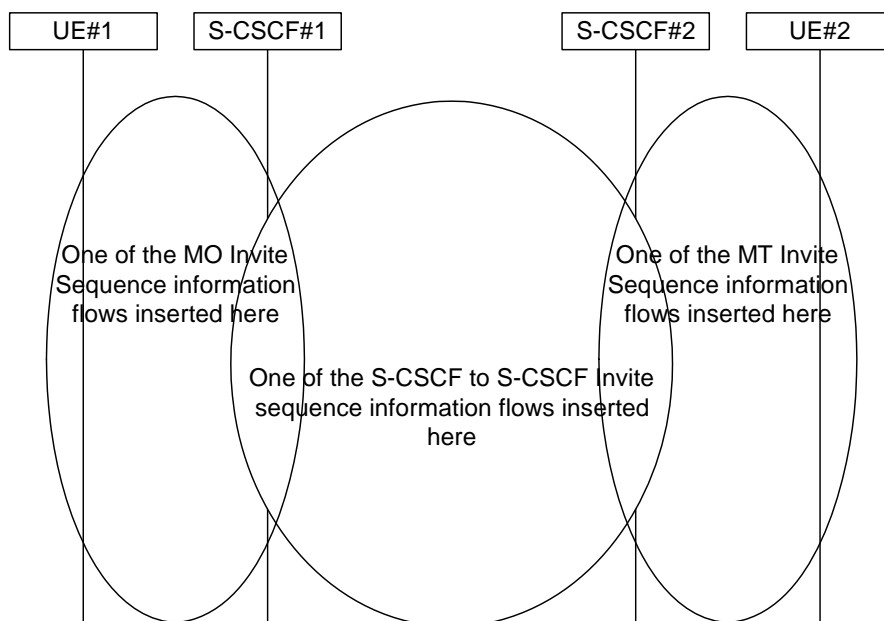 UE#1
S-CSCF#1
S-CSCF#2
UE#2
One of the MO Invite
Sequence information
flows inserted here
One of the MT Invite
Sequence information
flows inserted here
One of the S-CSCF to S-CSCF Invite
sequence information flows inserted
here